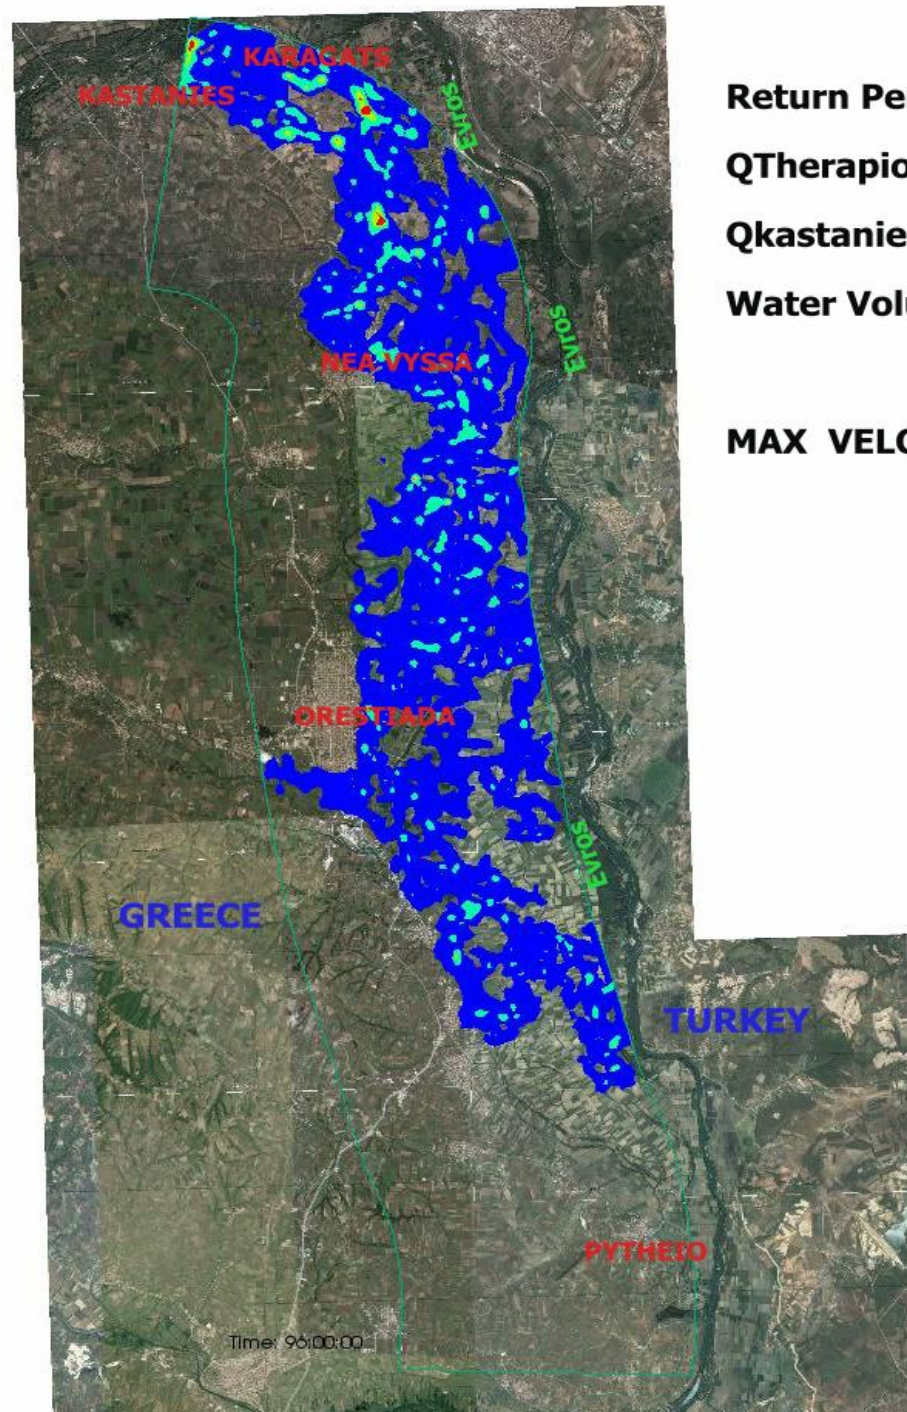 KARAGATS
KASTANIES
Evros
Return Pe
QTherapio
Qkastanie
Water Volu
Evros
NEA VYSSA
MAX VELO
ORESTIADA
Evros
GREECE
TURKEY
PYTHEIO
Time: 96:00:00